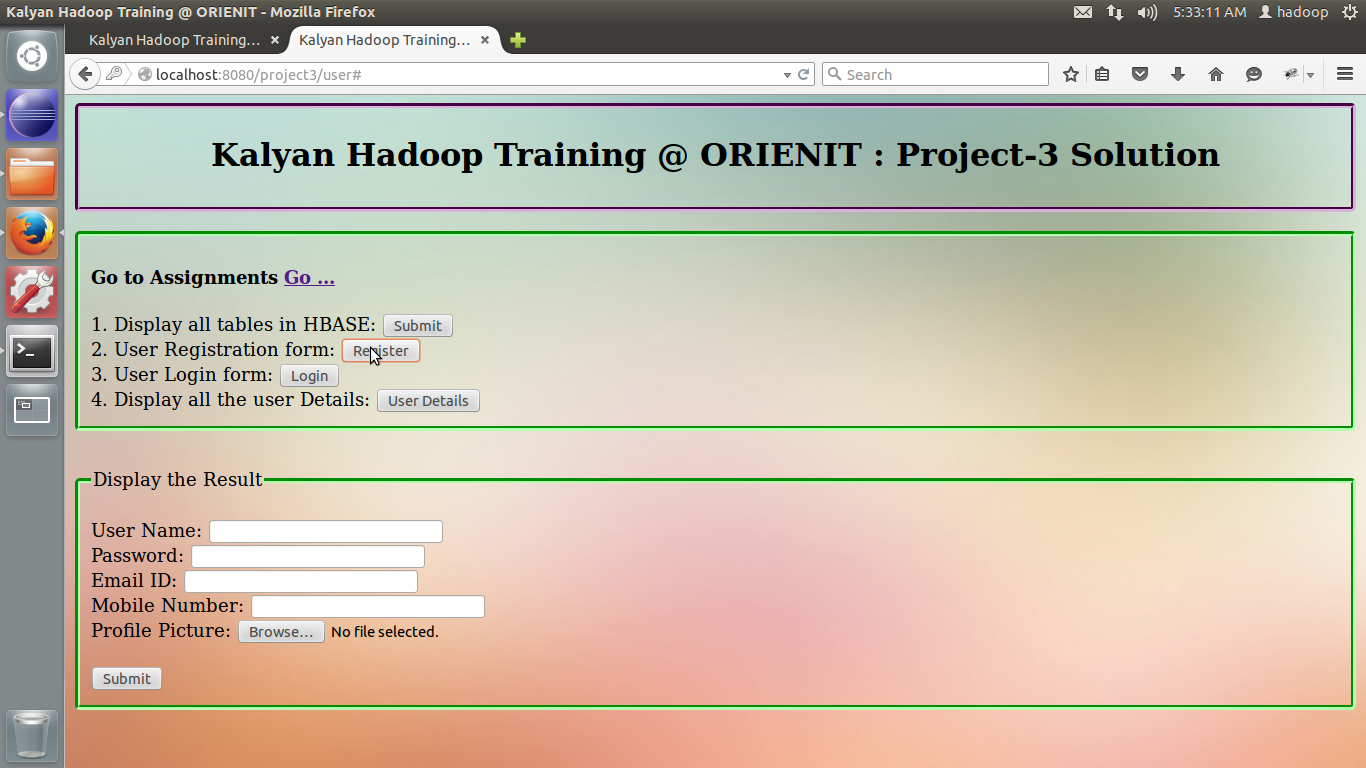 Kalyan Hadoop Training @ ORIENIT - Mozilla Firefox
5:33:11 AM hadoop
Kalyan Hadoop Training... Kalyan Hadoop Training...
localhost:8080/project3/user#
Search
Kalyan Hadoop Training @ ORIENIT : Project-3 Solution
Go to Assignments Go ...
1. Display all tables in HBASE: Submit
2. User Registration form: Register
3. User Login form: Login
4. Display all the user Details: User Details
Display the Result
User Name:
Password:
Email ID:
Mobile Number:
Profile Picture: Browse... No file selected.
Submit